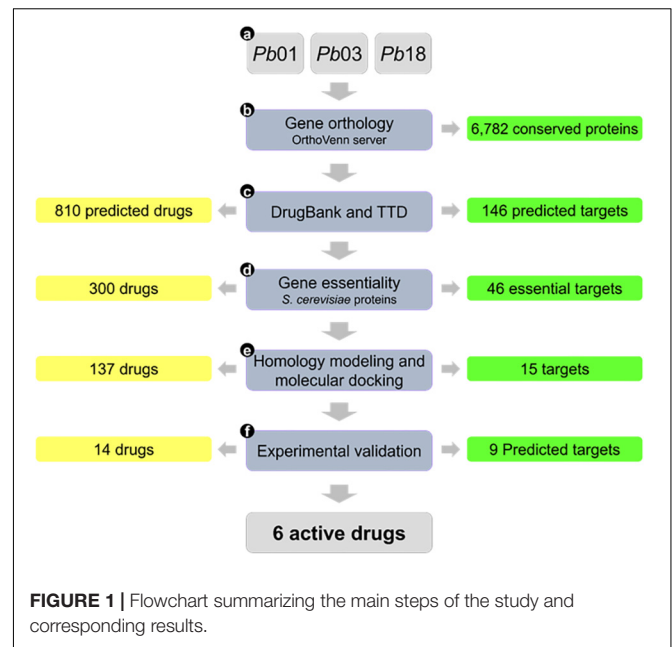 a
Pb01 Pb03 Pb18
b
Gene orthology
OrthoVenn server
6,782 conserved proteins
c
810 predicted drugs
DrugBank and TTD
146 predicted targets
d
300 drugs
Gene essentiality
S. cerevisiae proteins
46 essential targets
e
137 drugs
Homology modeling and
molecular docking
15 targets
f
14 drugs
Experimental validation
9 Predicted targets
6 active drugs
FIGURE 1 | Flowchart summarizing the main steps of the study and
corresponding results.